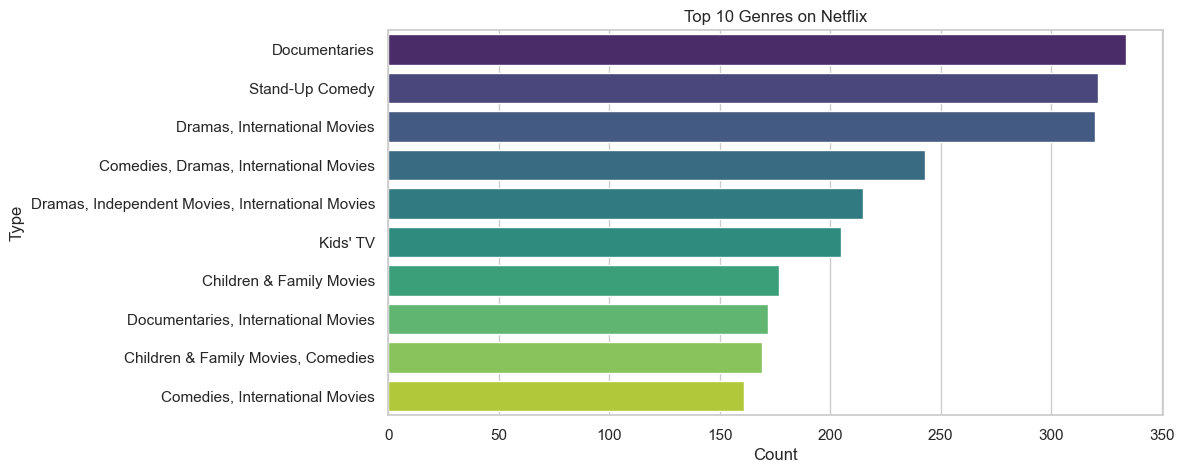 Top 10 Genres on Netflix
Type
Documentaries
Stand-Up Comedy
Dramas, International Movies
Comedies, Dramas, International Movies
Dramas, Independent Movies, International Movies
Kids' TV
Children & Family Movies
Documentaries, International Movies
Children & Family Movies, Comedies
Comedies, International Movies
0 50 100 150 200 250 300 350
Count